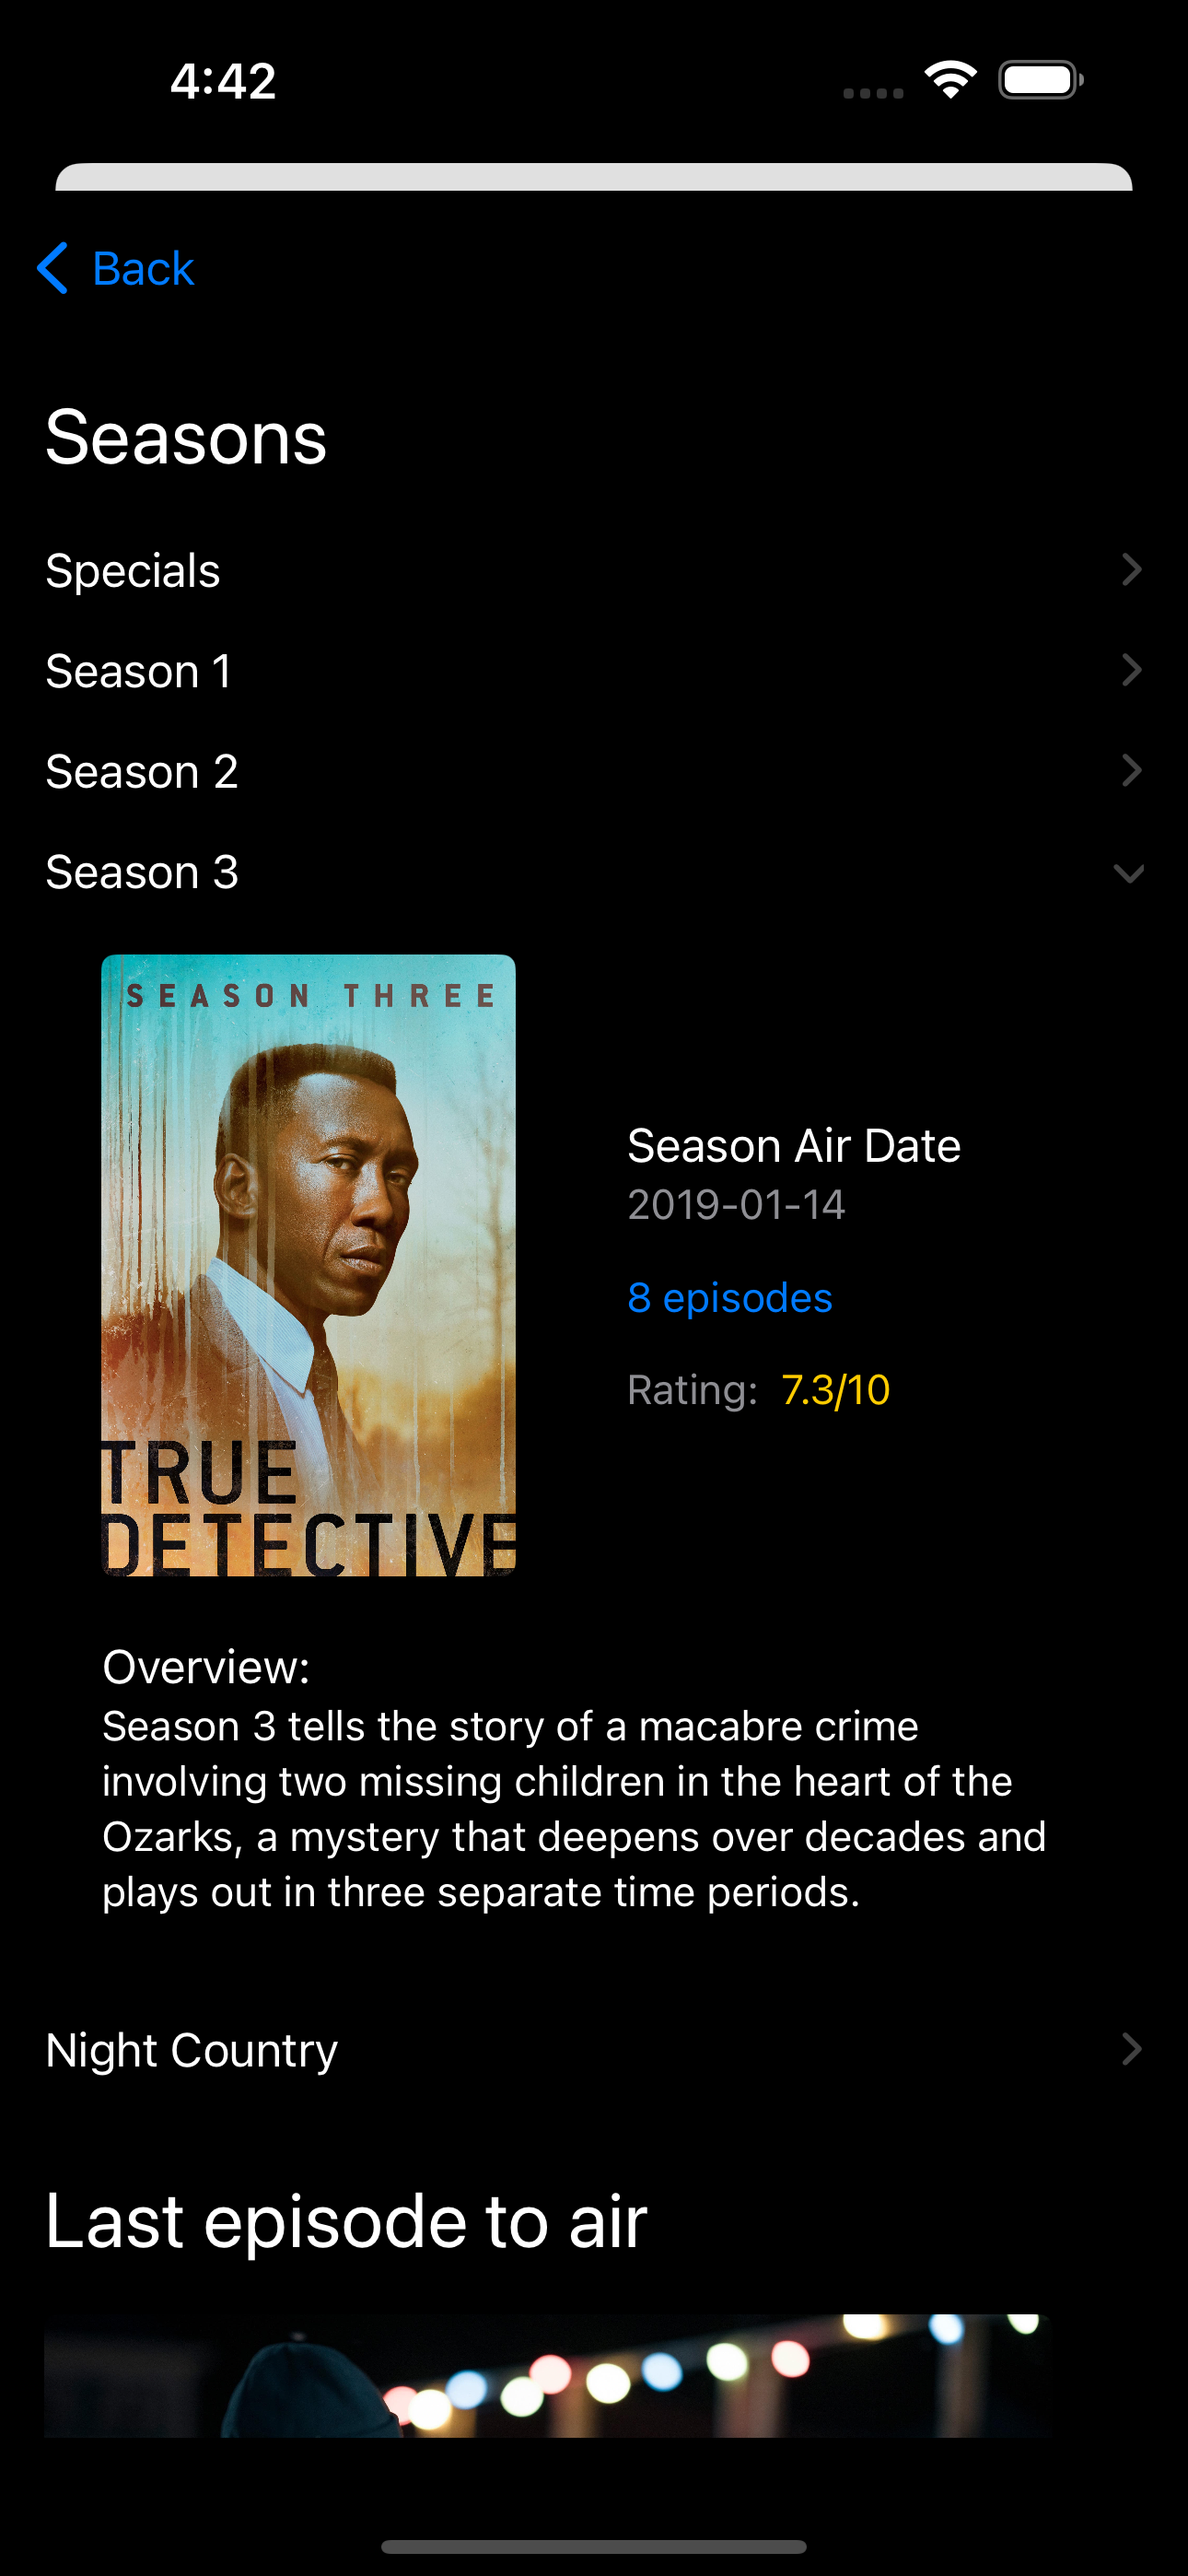 4:42
Back
Seasons
Specials
Season 1
Season 2
Season 3
SEASON THREE
TRUE
DETECTIVE
Season Air Date
2019-01-14
8 episodes
Rating: 7.3/10
Overview:
Season 3 tells the story of a macabre crime
involving two missing children in the heart of the
Ozarks, a mystery that deepens over decades and
plays out in three separate time periods.
Night Country
Last episode to air